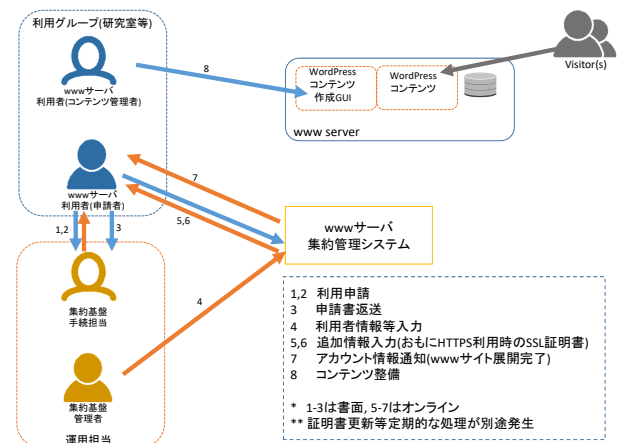 利用グループ(研究室等)
wwwサーバ
利用者(コンテンツ管理者)
8
WordPress
コンテンツ
作成GUI
WordPress
コンテンツ
www server
Visitor(s)
wwwサーバ
利用者(申請者)
7
5,6
1,2
3
wwwサーバ
集約管理システム
集約基盤
手続担当
4
集約基盤
管理者
運用担当
1,2 利用申請
3 申請書返送
4 利用者情報等入力
5,6 追加情報入力(おもにHTTPS利用時のSSL証明書)
7 アカウント情報通知(wwwサイト展開完了)
8 コンテンツ整備
* 1-3は書面, 5-7はオンライン
** 証明書更新等定期的な処理が別途発生